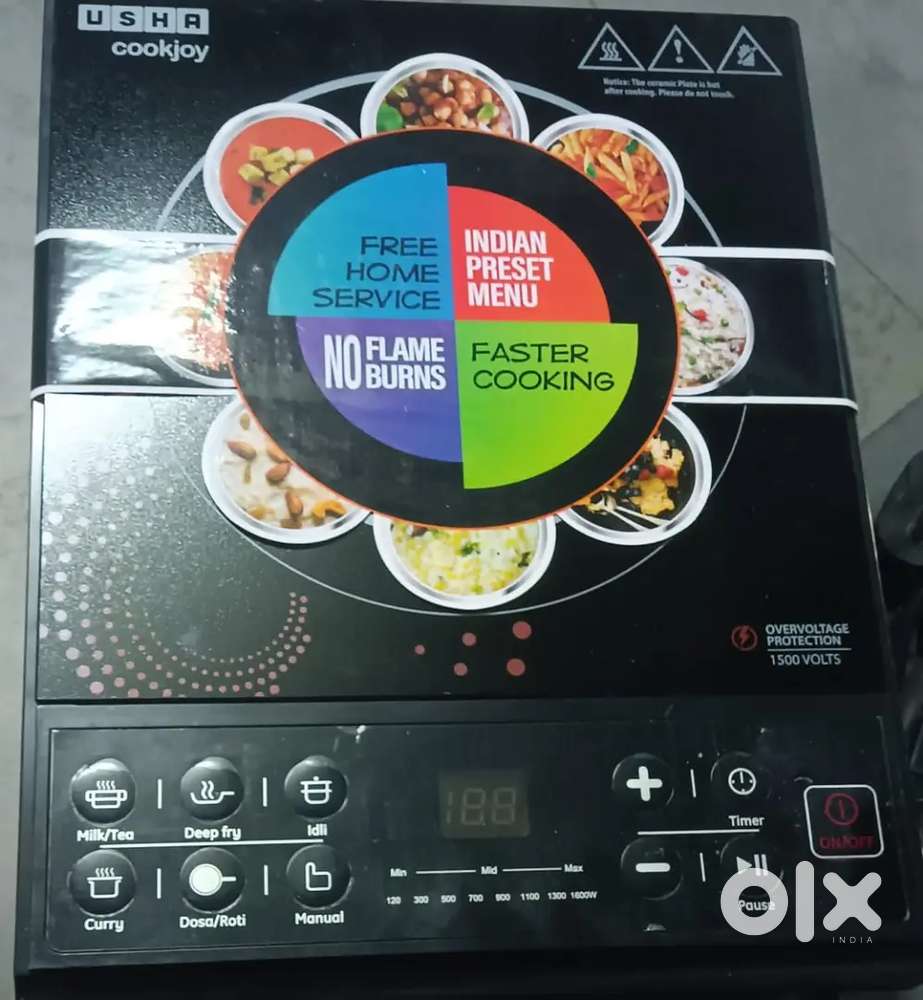 USHA
cookjoy
Notice: The ceramic Plate is hot
after cooking. Please do not touch.
FREE
HOME
SERVICE
INDIAN
PRESET
MENU
NO FLAME
BURNS
FASTER
COOKING
OVERVOLTAGE
PROTECTION
1500 VOLTS
Milk/Tea
Deep fry
Idli
Curry
Dosa/Roti
Manual
Min
Mid
Max
120 300 500 700 900 1100 1300 1600W
Timer
Pause
ON/OFF
olx
INDIA